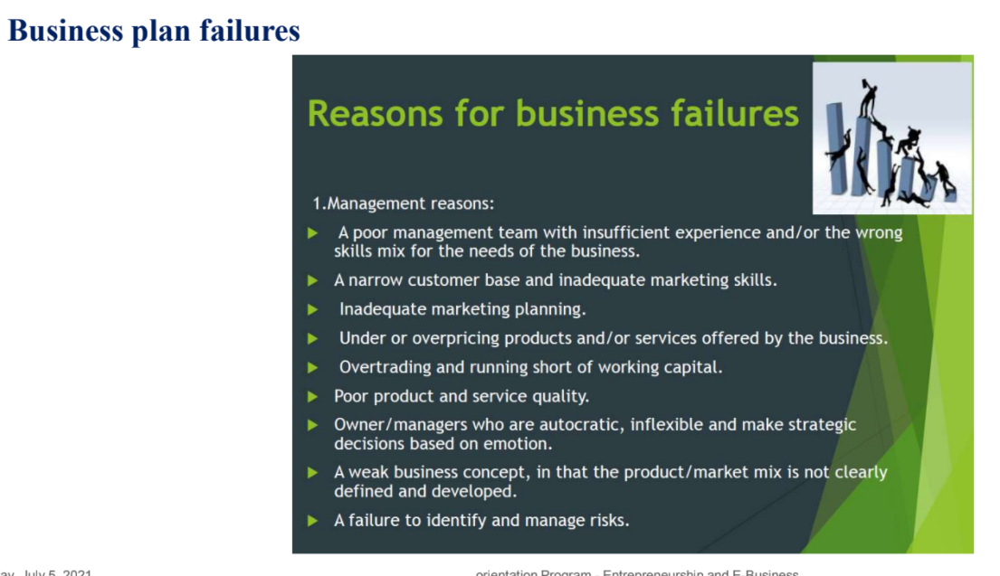 Business plan failures
Reasons for business failures
1.Management reasons:
A poor management team with insufficient experience and/or the wrong
skills mix for the needs of the business.
A narrow customer base and inadequate marketing skills.
Inadequate marketing planning.
Under or overpricing products and/or services offered by the business.
Overtrading and running short of working capital.
Poor product and service quality.
Owner/managers who are autocratic, inflexible and make strategic
decisions based on emotion.
A weak business concept, in that the product/market mix is not clearly
defined and developed.
A failure to identify and manage risks.
July 5, 2021
orientation Program - Entrepreneurship and E-Business